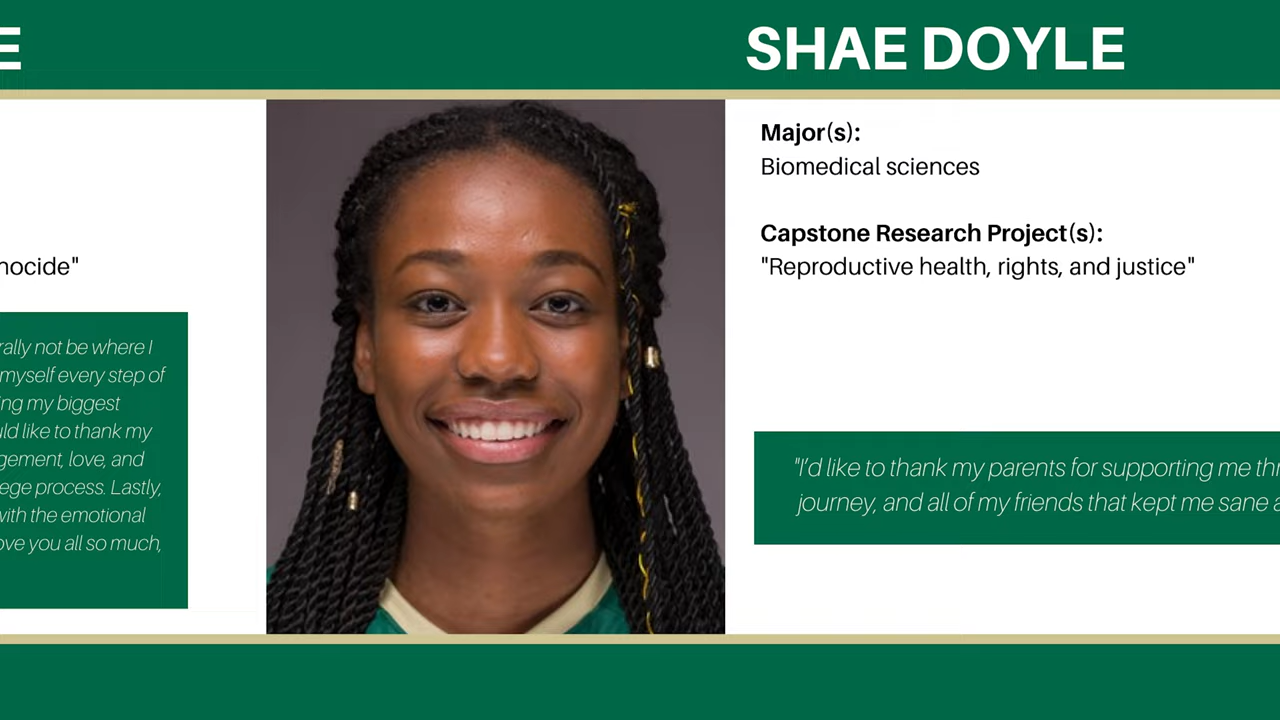 E
nocide"
rally not be where I
myself every step of
ing my biggest
uld like to thank my
gement, love, and
ege process. Lastly,
with the emotional
ove you all so much,
SHAE DOYLE
Major(s):
Biomedical sciences
Capstone Research Project(s):
"Reproductive health, rights, and justice"
"I'd like to thank my parents for supporting me thr
journey, and all of my friends that kept me sane a